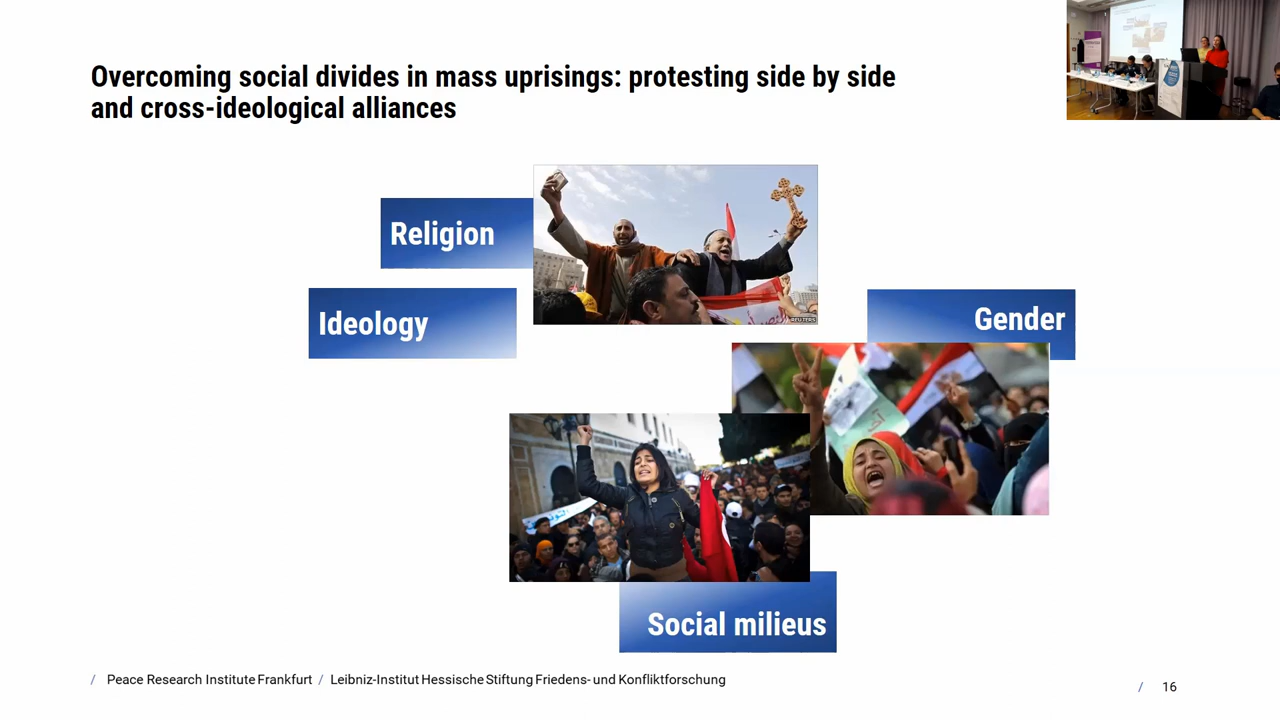 Overcoming social divides in mass uprisings: protesting side by side
and cross-ideological alliances
Religion
REUTERS
Ideology
Gender
Social milieus
/ Peace Research Institute Frankfurt / Leibniz-Institut Hessische Stiftung Friedens- und Konfliktforschung
/ 16